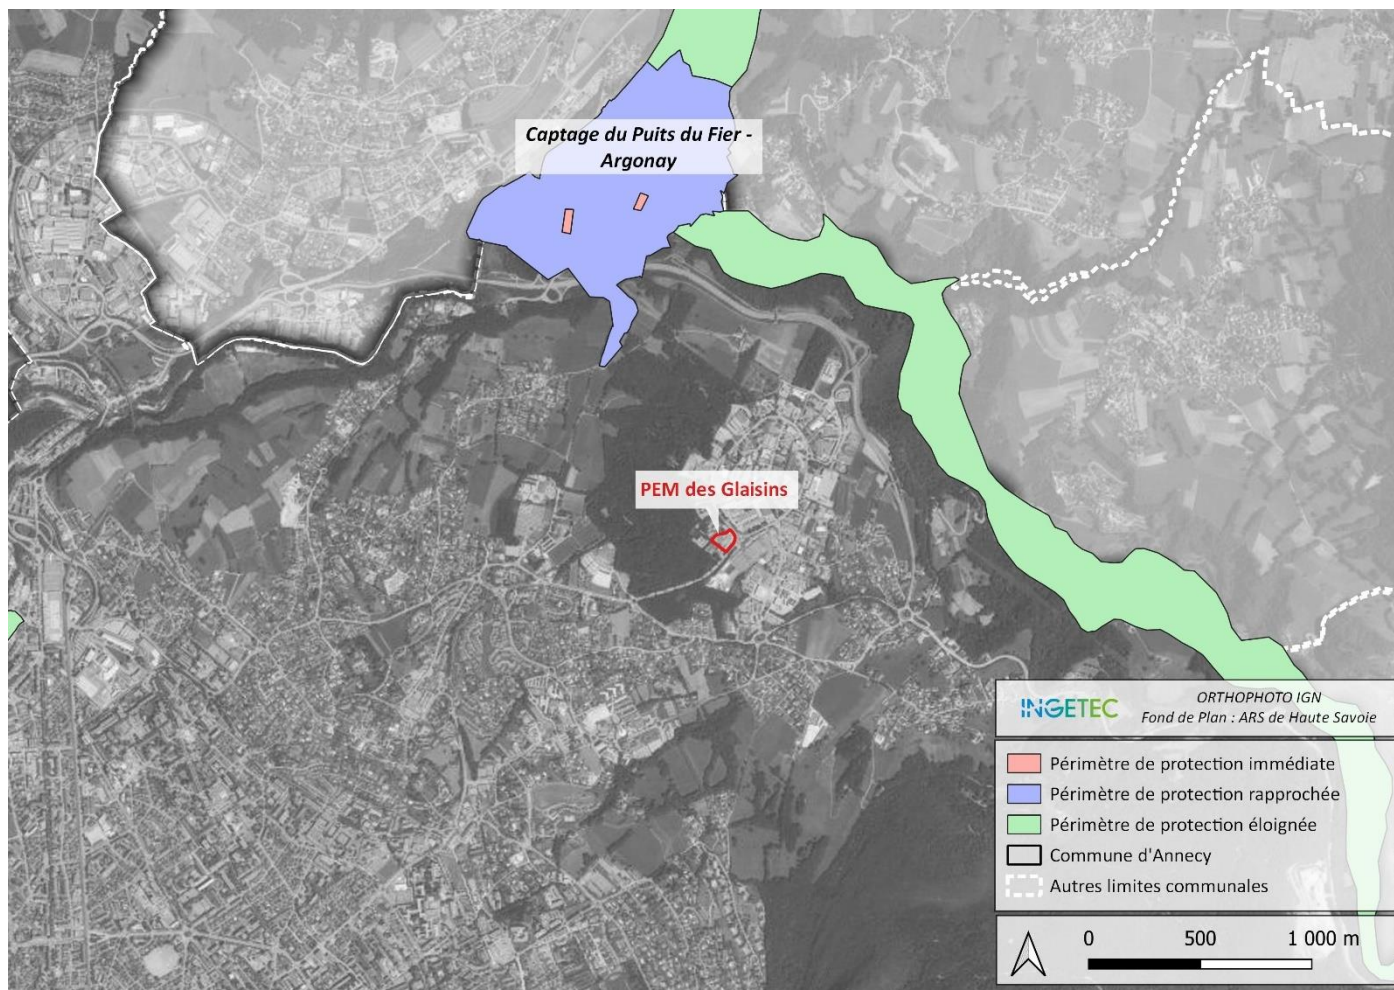 Captage du Puits du Fier -
Argonay
PEM des Glaisins
INGETEC
ORTHOPHOTO IGN
Fond de Plan : ARS de Haute Savoie
Périmètre de protection immédiate
Périmètre de protection rapprochée
Périmètre de protection éloignée
Commune d'Annecy
Autres limites communales
0 500 1 000 m